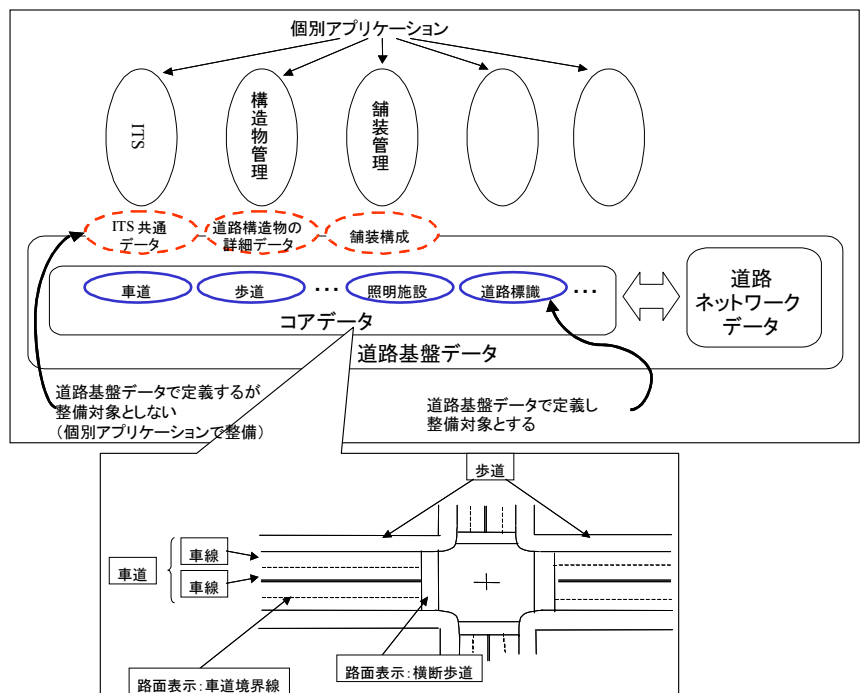 個別アプリケーション
ITS
構造物管理
舗装管理
ITS 共通
データ
道路構造物の
詳細データ
舗装構成
車道
歩道
・・・
照明施設
道路標識
・・・
コアデータ
道路基盤データ
道路
ネットワーク
データ
道路基盤データで定義するが
整備対象としない
（個別アプリケーションで整備）
道路基盤データで定義し
整備対象とする
歩道
車道
車線
車線
路面表示：車道境界線
路面表示：横断歩道